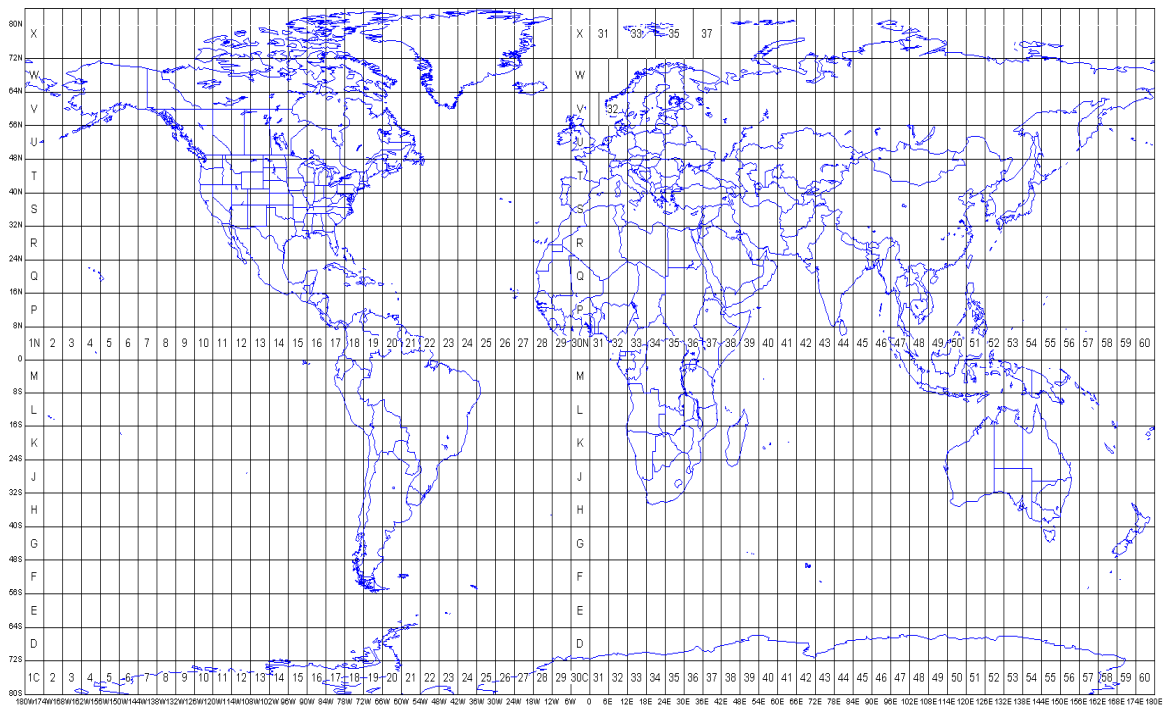 80N
X X 31 33 35 37
72N
W W
64N
V V 32
56N
U U
48N
T T
40N
S S
32N
R R
24N
Q Q
16N
P P
8N
1N 2 3 4 5 6 7 8 9 10 11 12 13 14 15 16 17 18 19 20 21 22 23 24 25 26 27 28 29 30N 31 32 33 34 35 36 37 38 39 40 41 42 43 44 45 46 47 48 49 50 51 52 53 54 55 56 57 58 59 60
0
M M
8S
L L
16S
K K
24S
J J
32S
H H
40S
G G
48S
F F
56S
E E
64S
D D
72S
1C 2 3 4 5 6 7 8 9 10 11 12 13 14 15 16 17 18 19 20 21 22 23 24 25 26 27 28 29 30C 31 32 33 34 35 36 37 38 39 40 41 42 43 44 45 46 47 48 49 50 51 52 53 54 55 56 57 58 59 60
80S
180W 174W 168W 162W 156W 150W 144W 138W 132W 126W 120W 114W 108W 102W 96W 90W 84W 78W 72W 66W 60W 54W 48W 42W 36W 30W 24W 18W 12W 6W 0 6E 12E 18E 24E 30E 36E 42E 48E 54E 60E 66E 72E 78E 84E 90E 96E 102E 108E 114E 120E 126E 132E 138E 144E 150E 156E 162E 168E 174E 180E